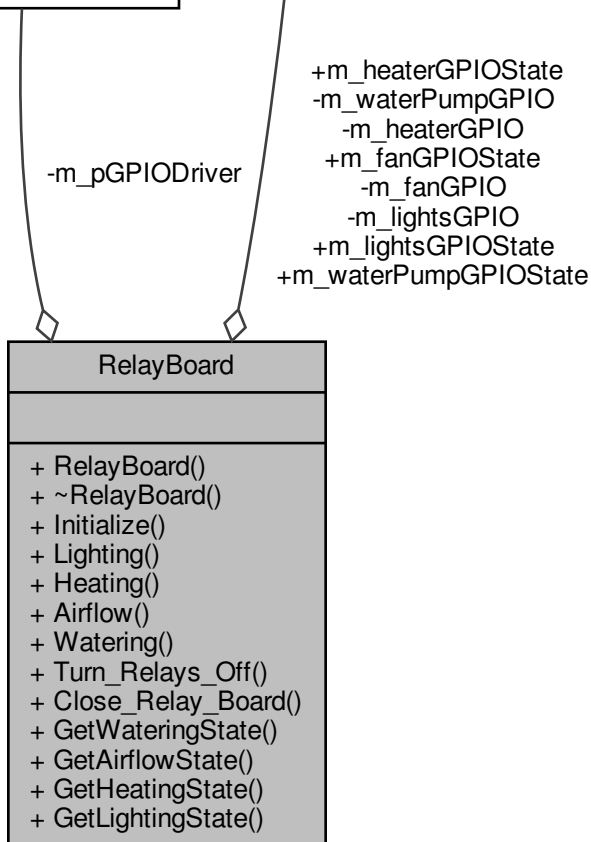 +m_heaterGPIOState
-m_waterPumpGPIO
-m_heaterGPIO
+m_fanGPIOState
-m_fanGPIO
-m_lightsGPIO
+m_lightsGPIOState
+m_waterPumpGPIOState
-m_pGPIODriver
RelayBoard
+ RelayBoard()
+ ~RelayBoard()
+ Initialize()
+ Lighting()
+ Heating()
+ Airflow()
+ Watering()
+ Turn_Relays_Off()
+ Close_Relay_Board()
+ GetWateringState()
+ GetAirflowState()
+ GetHeatingState()
+ GetLightingState()